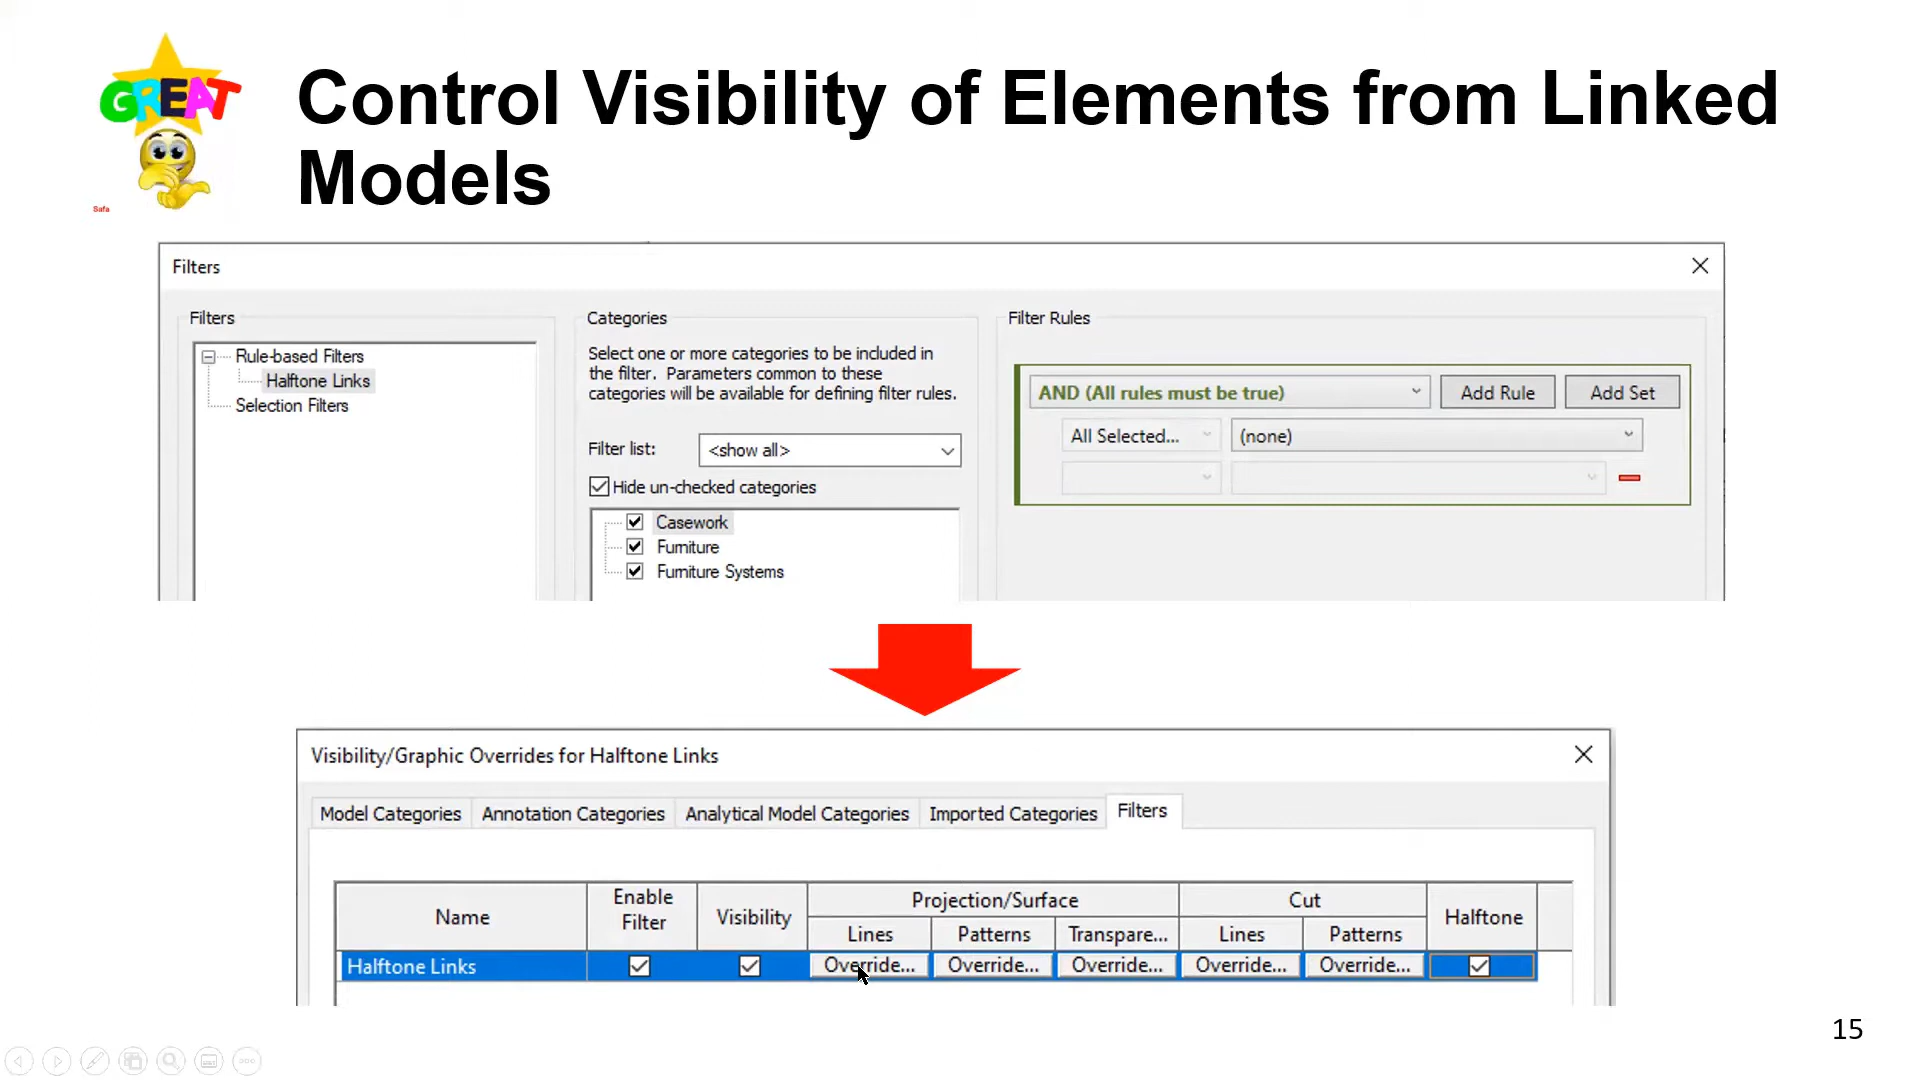 GREAT
Safa
Control Visibility of Elements from Linked
Models
Filters
Filters
Rule-based Filters
Halftone Links
Selection Filters
Categories
Select one or more categories to be included in
the filter. Parameters common to these
categories will be available for defining filter rules.
Filter list: <show all>
Hide un-checked categories
Casework
Furniture
Furniture Systems
Filter Rules
AND (All rules must be true) Add Rule Add Set
All Selected... (none)
Visibility/Graphic Overrides for Halftone Links
Model Categories Annotation Categories Analytical Model Categories Imported Categories Filters
Name Enable Filter Visibility Projection/Surface Cut Halftone
Lines Patterns Transpare... Lines Patterns
Halftone Links Override... Override... Override... Override... Override...
15